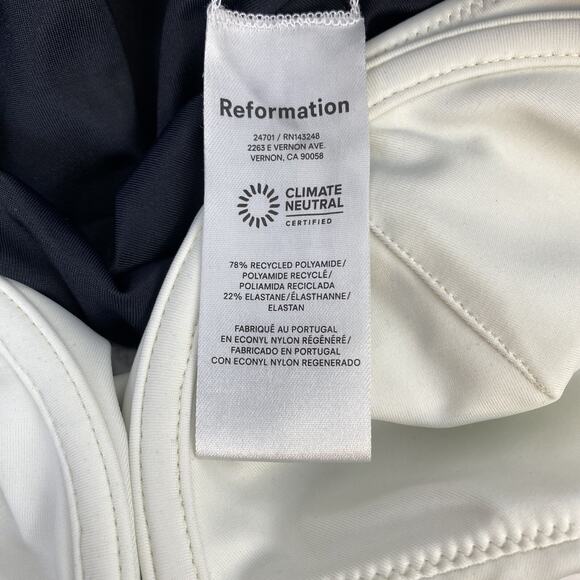 Reformation
24701 / RN143248
2263 E VERNON AVE.
VERNON, CA 90058
CLIMATE
NEUTRAL
CERTIFIED
78% RECYCLED POLYAMIDE/
POLYAMIDE RECYCLÉ/
POLIAMIDA RECICLADA
22% ELASTANE/ÉLASTHANNE/
ELASTAN
FABRIQUÉ AU PORTUGAL
EN ECONYL NYLON RÉGÉNÉRÉ/
FABRICADO EN PORTUGAL
CON ECONYL NYLON REGENERADO